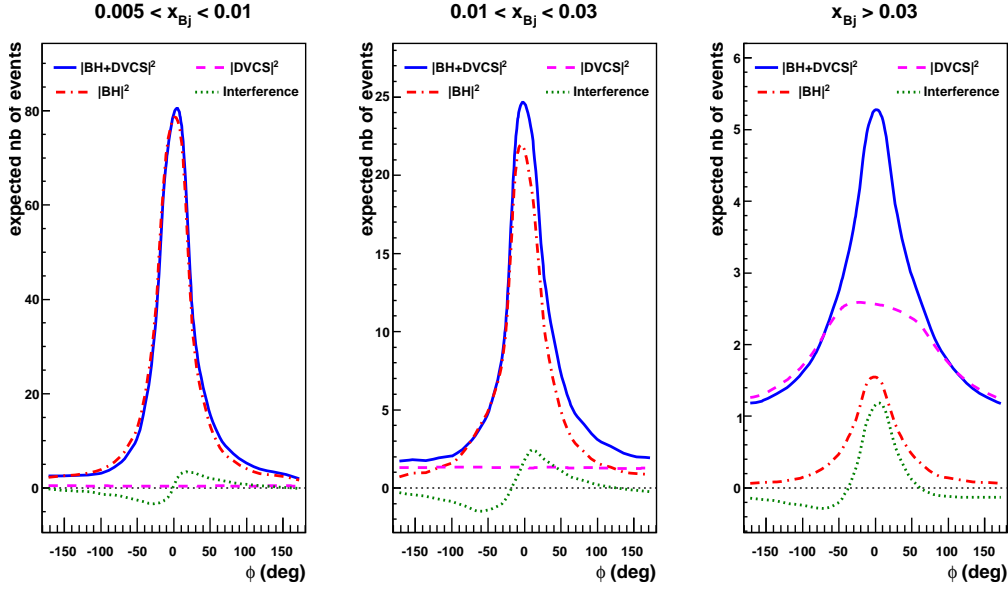 0.005 < x_Bj < 0.01
expected nb of events
|BH+DVCS|²
|DVCS|²
|BH|²
Interference
80
60
40
20
0
-150 -100 -50 0 50 100 150
ϕ (deg)
0.01 < x_Bj < 0.03
expected nb of events
|BH+DVCS|²
|DVCS|²
|BH|²
Interference
25
20
15
10
5
0
-150 -100 -50 0 50 100 150
ϕ (deg)
x_Bj > 0.03
expected nb of events
|BH+DVCS|²
|DVCS|²
|BH|²
Interference
6
5
4
3
2
1
0
-150 -100 -50 0 50 100 150
ϕ (deg)